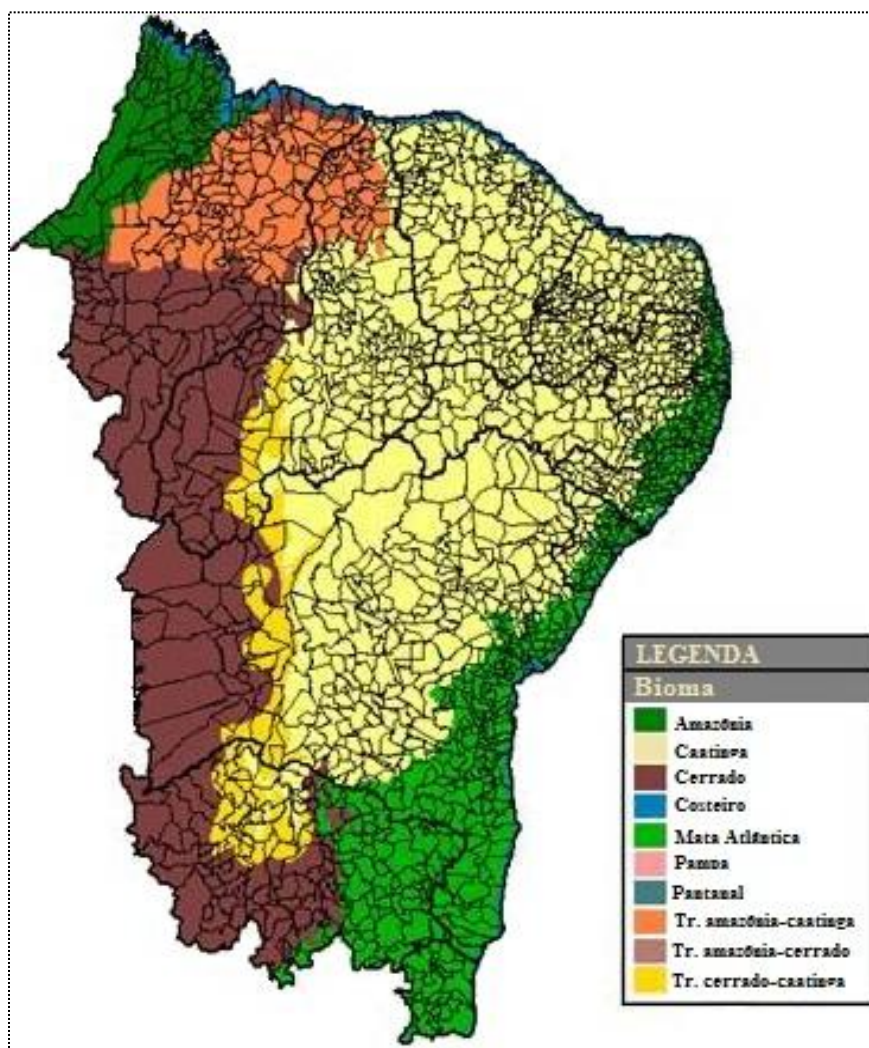 LEGENDA
Bioma
Amazônia
Caatinga
Cerrado
Costeiro
Mata Atlântica
Pampa
Pantanal
Tr. amazônia-caatinga
Tr. amazônia-cerrado
Tr. cerrado-caatinga